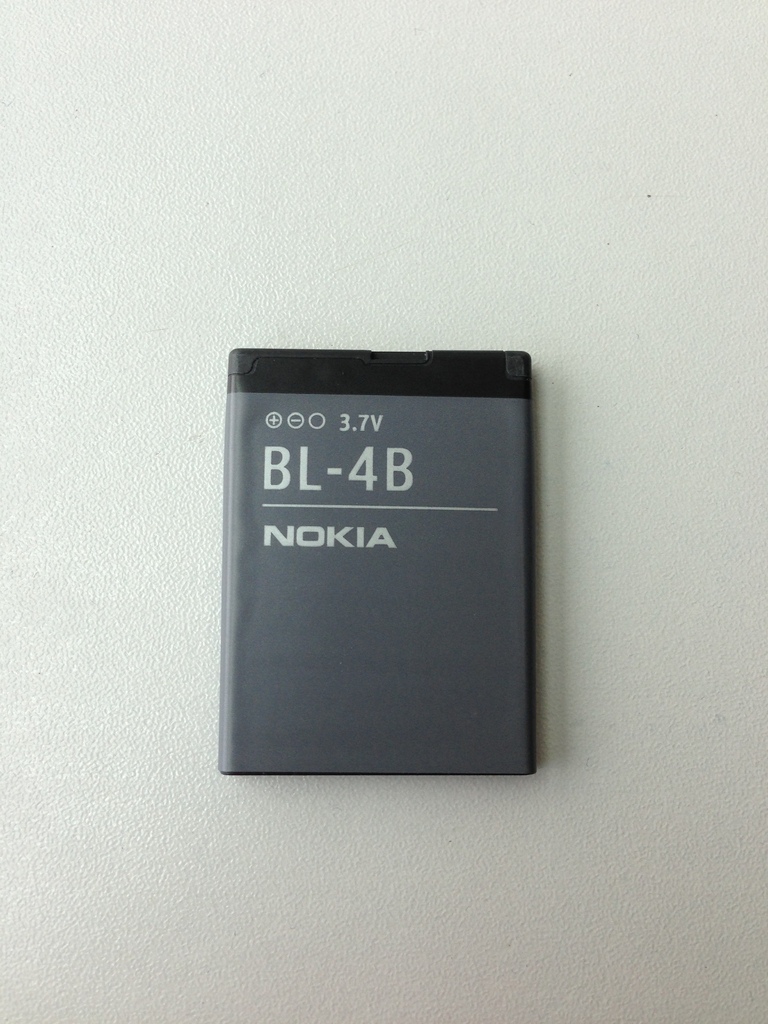 ⊕⊖○ 3.7V
BL-4B
NOKIA